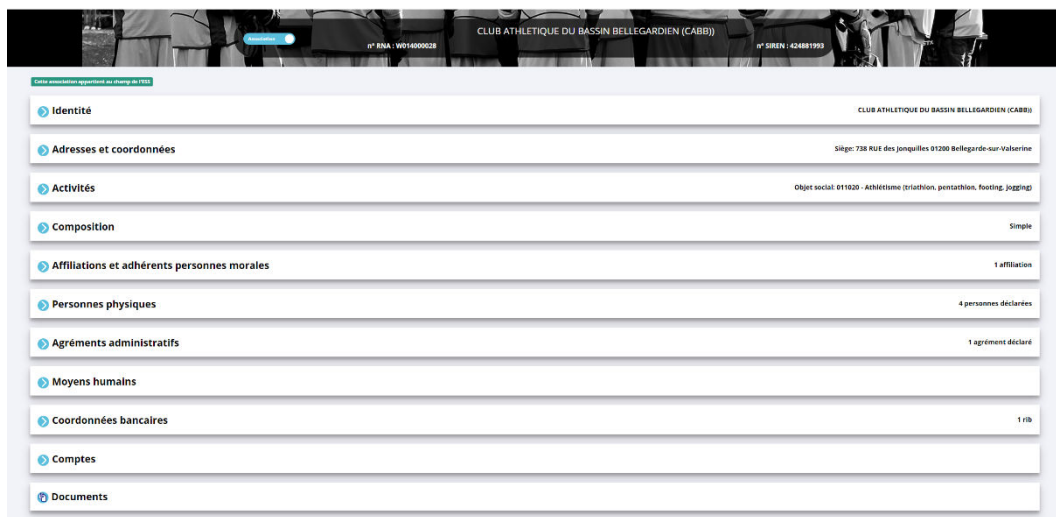 CLUB ATHLETIQUE DU BASSIN BELLEGARDIEN (CABB))
Association
n° RNA : W014000028
n° SIREN : 424881993
Cette association appartient au champ de l'ESS
Identité
CLUB ATHLETIQUE DU BASSIN BELLEGARDIEN (CABB))
Adresses et coordonnées
Siège: 738 RUE des Jonquilles 01200 Bellegarde-sur-Valserine
Activités
Objet social: 011020 - Athlétisme (triathlon, pentathlon, footing, jogging)
Composition
Simple
Affiliations et adhérents personnes morales
1 affiliation
Personnes physiques
4 personnes déclarées
Agréments administratifs
1 agrément déclaré
Moyens humains
Coordonnées bancaires
1 rib
Comptes
Documents